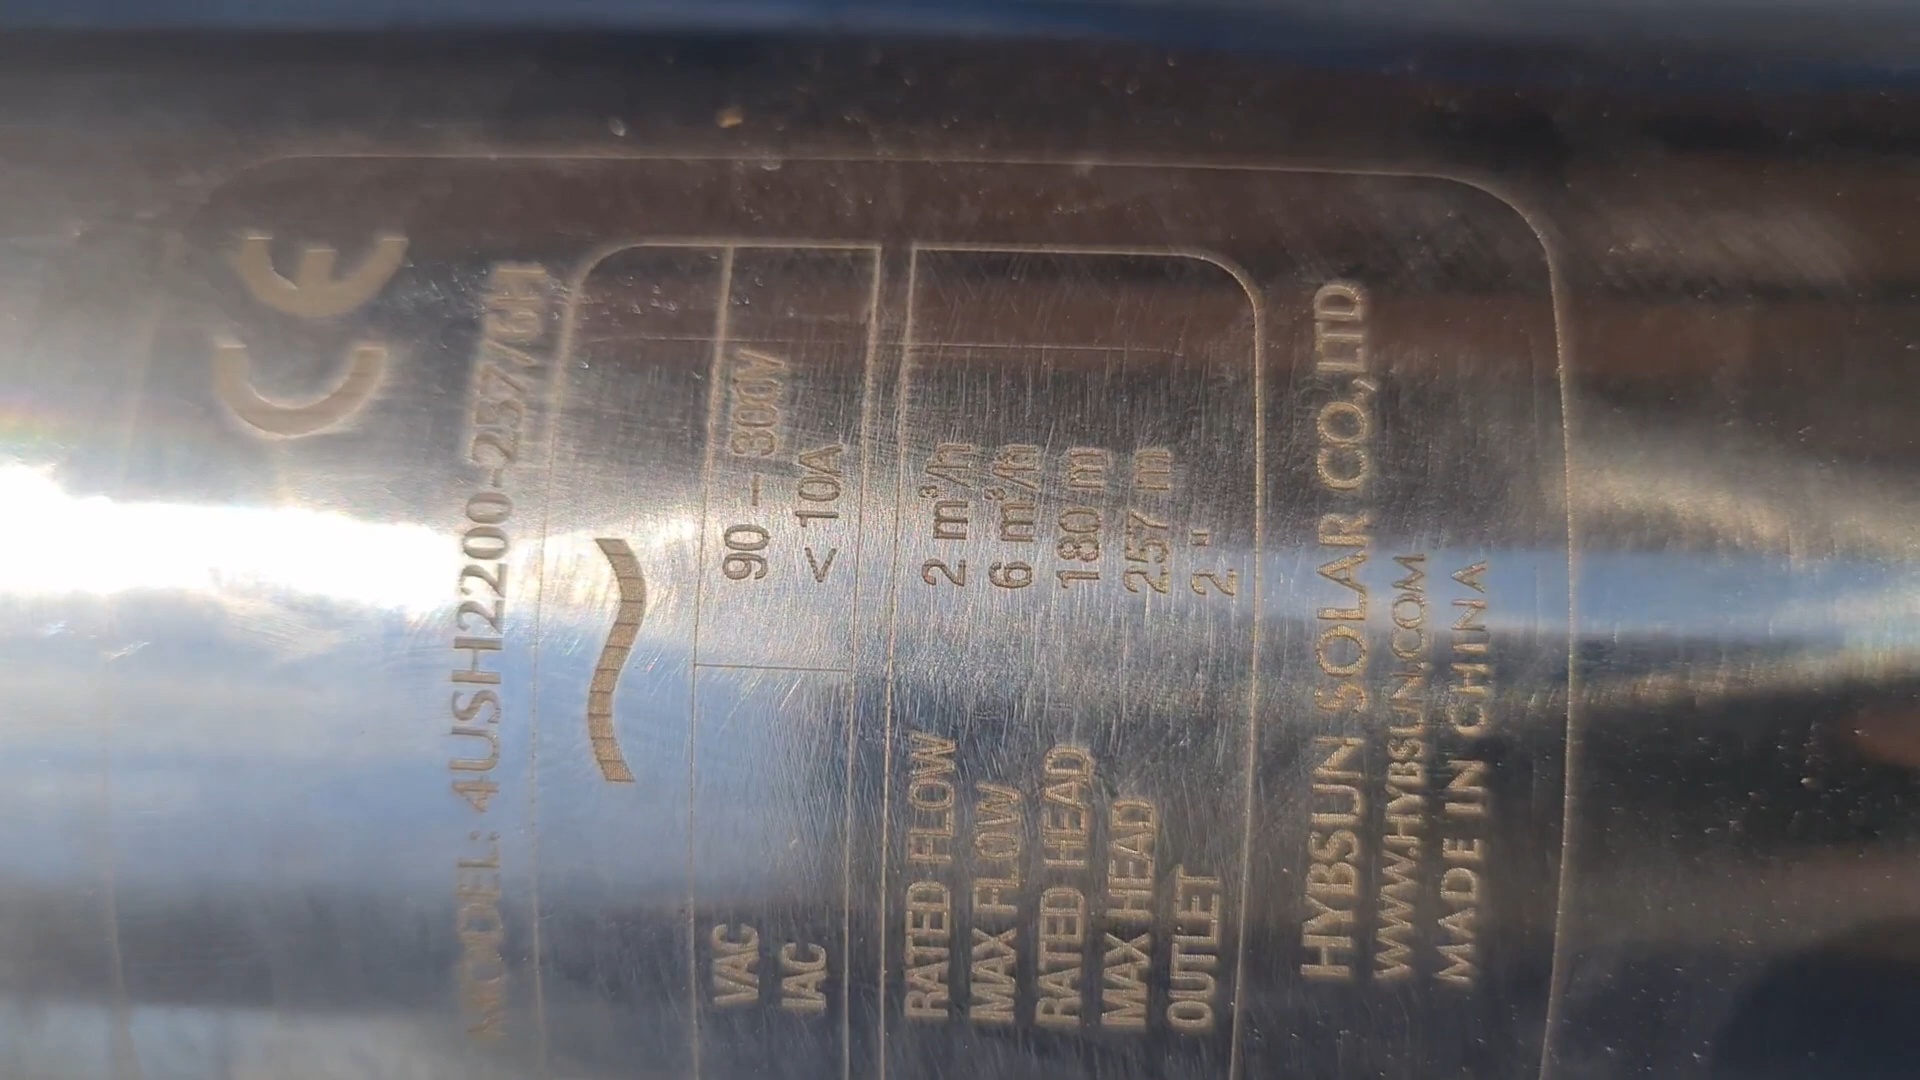 CE
MODEL: 4USH2200-257/6H
VAC 90 - 300V
IAC < 10A
RATED FLOW 2 m³/h
MAX FLOW 6 m³/h
RATED HEAD 180 m
MAX HEAD 257 m
OUTLET 2 "
HYBSUN SOLAR CO.,LTD
WWW.HYBSUN.COM
MADE IN CHINA